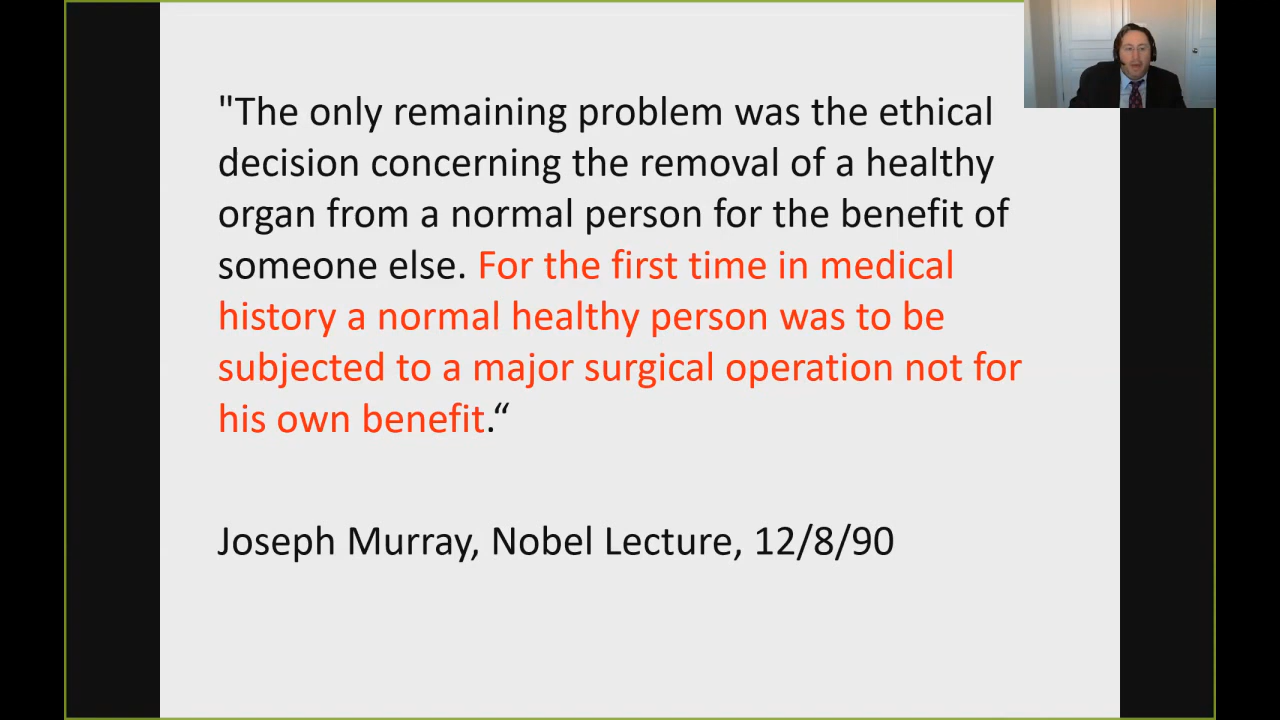 "The only remaining problem was the ethical
decision concerning the removal of a healthy
organ from a normal person for the benefit of
someone else. For the first time in medical
history a normal healthy person was to be
subjected to a major surgical operation not for
his own benefit.“
Joseph Murray, Nobel Lecture, 12/8/90